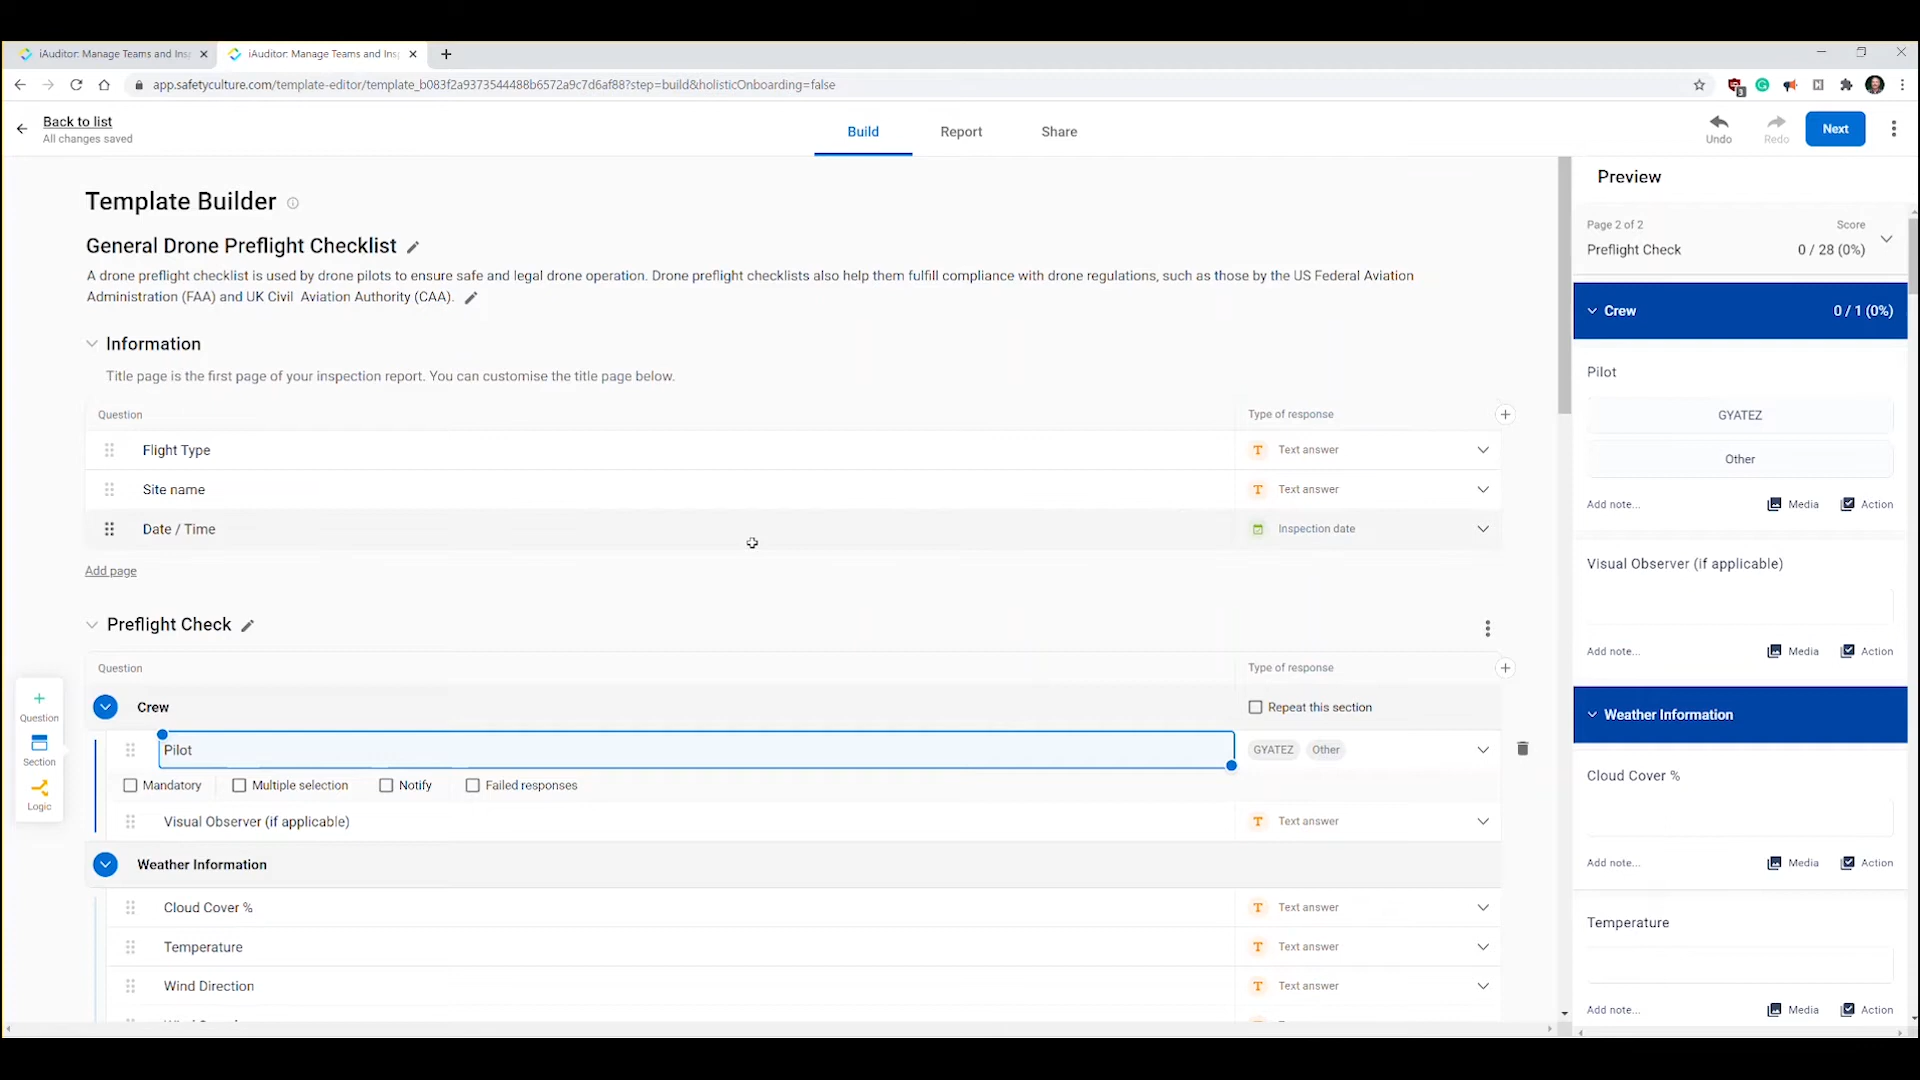 iAuditor: Manage Teams and Ins
iAuditor: Manage Teams and Ins
app.safetyculture.com/template-editor/template_b083f2a9373544488b6572a9c7d6af88?step=build&holisticOnboarding=false
3
Back to list
All changes saved
Build
Report
Share
Undo
Redo
Next
Template Builder
General Drone Preflight Checklist
A drone preflight checklist is used by drone pilots to ensure safe and legal drone operation. Drone preflight checklists also help them fulfill compliance with drone regulations, such as those by the US Federal Aviation
Administration (FAA) and UK Civil Aviation Authority (CAA).
Information
Title page is the first page of your inspection report. You can customise the title page below.
Question
Type of response
Flight Type
T Text answer
Site name
T Text answer
Date / Time
Inspection date
Add page
Preflight Check
Question
Type of response
Crew
Repeat this section
Pilot
GYATEZ Other
Mandatory
Multiple selection
Notify
Failed responses
Visual Observer (if applicable)
T Text answer
Weather Information
Cloud Cover %
T Text answer
Temperature
T Text answer
Wind Direction
T Text answer
Question
Section
Logic
Preview
Page 2 of 2
Score
Preflight Check
0 / 28 (0%)
Crew
0 / 1 (0%)
Pilot
GYATEZ
Other
Add note...
Media
Action
Visual Observer (if applicable)
Add note...
Media
Action
Weather Information
Cloud Cover %
Add note...
Media
Action
Temperature
Add note...
Media
Action